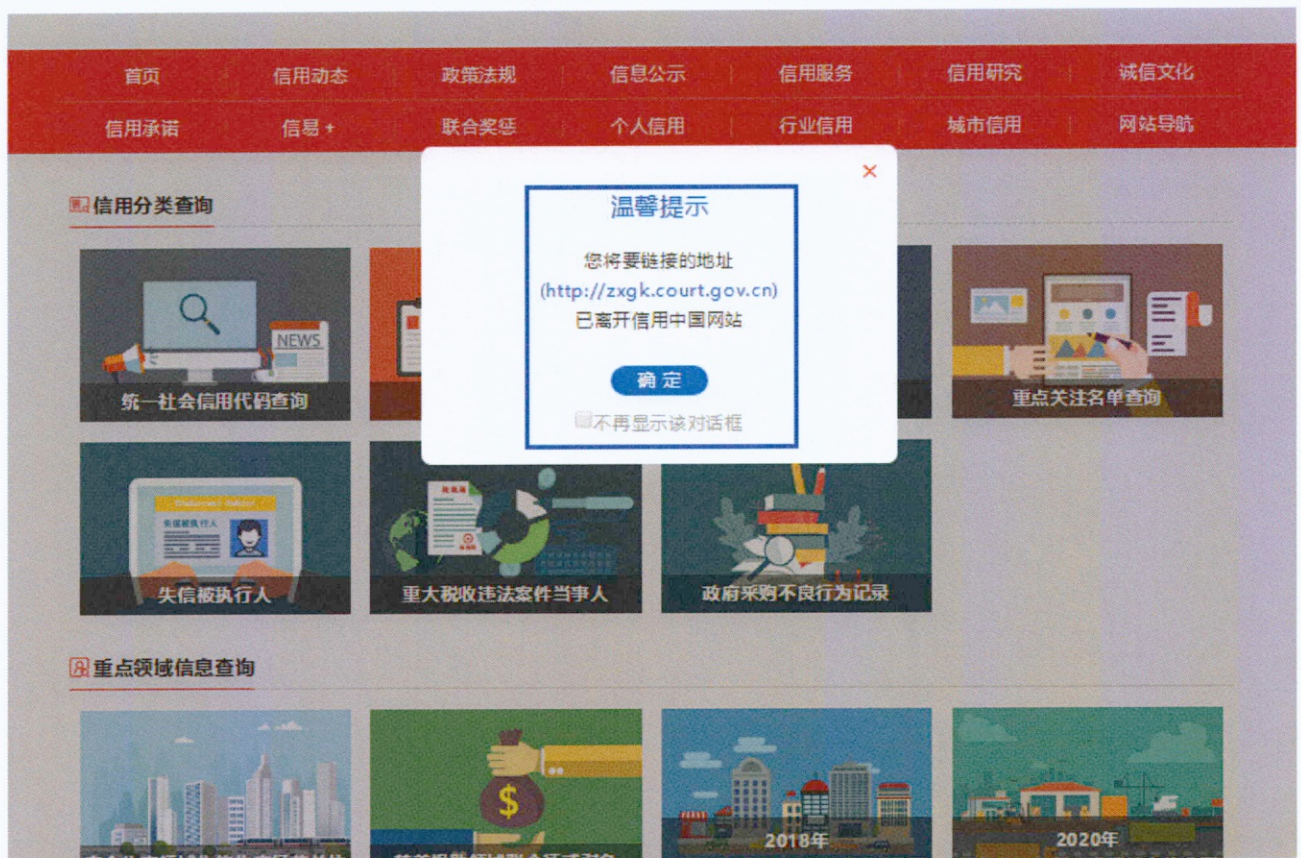 首页 信用动态 政策法规 信息公示 信用服务 信用研究 诚信文化
信用承诺 信易+ 联合奖惩 个人信用 行业信用 城市信用 网站导航
信用分类查询
温馨提示
您将要链接的地址
(http://zxgk.court.gov.cn)
已离开信用中国网站
确定
不再显示该对话框
NEWS
统一社会信用代码查询
重点关注名单查询
失信被执行人
失信被执行人
重大税收违法案件当事人
政府采购不良行为记录
重点领域信息查询
2018年
2020年